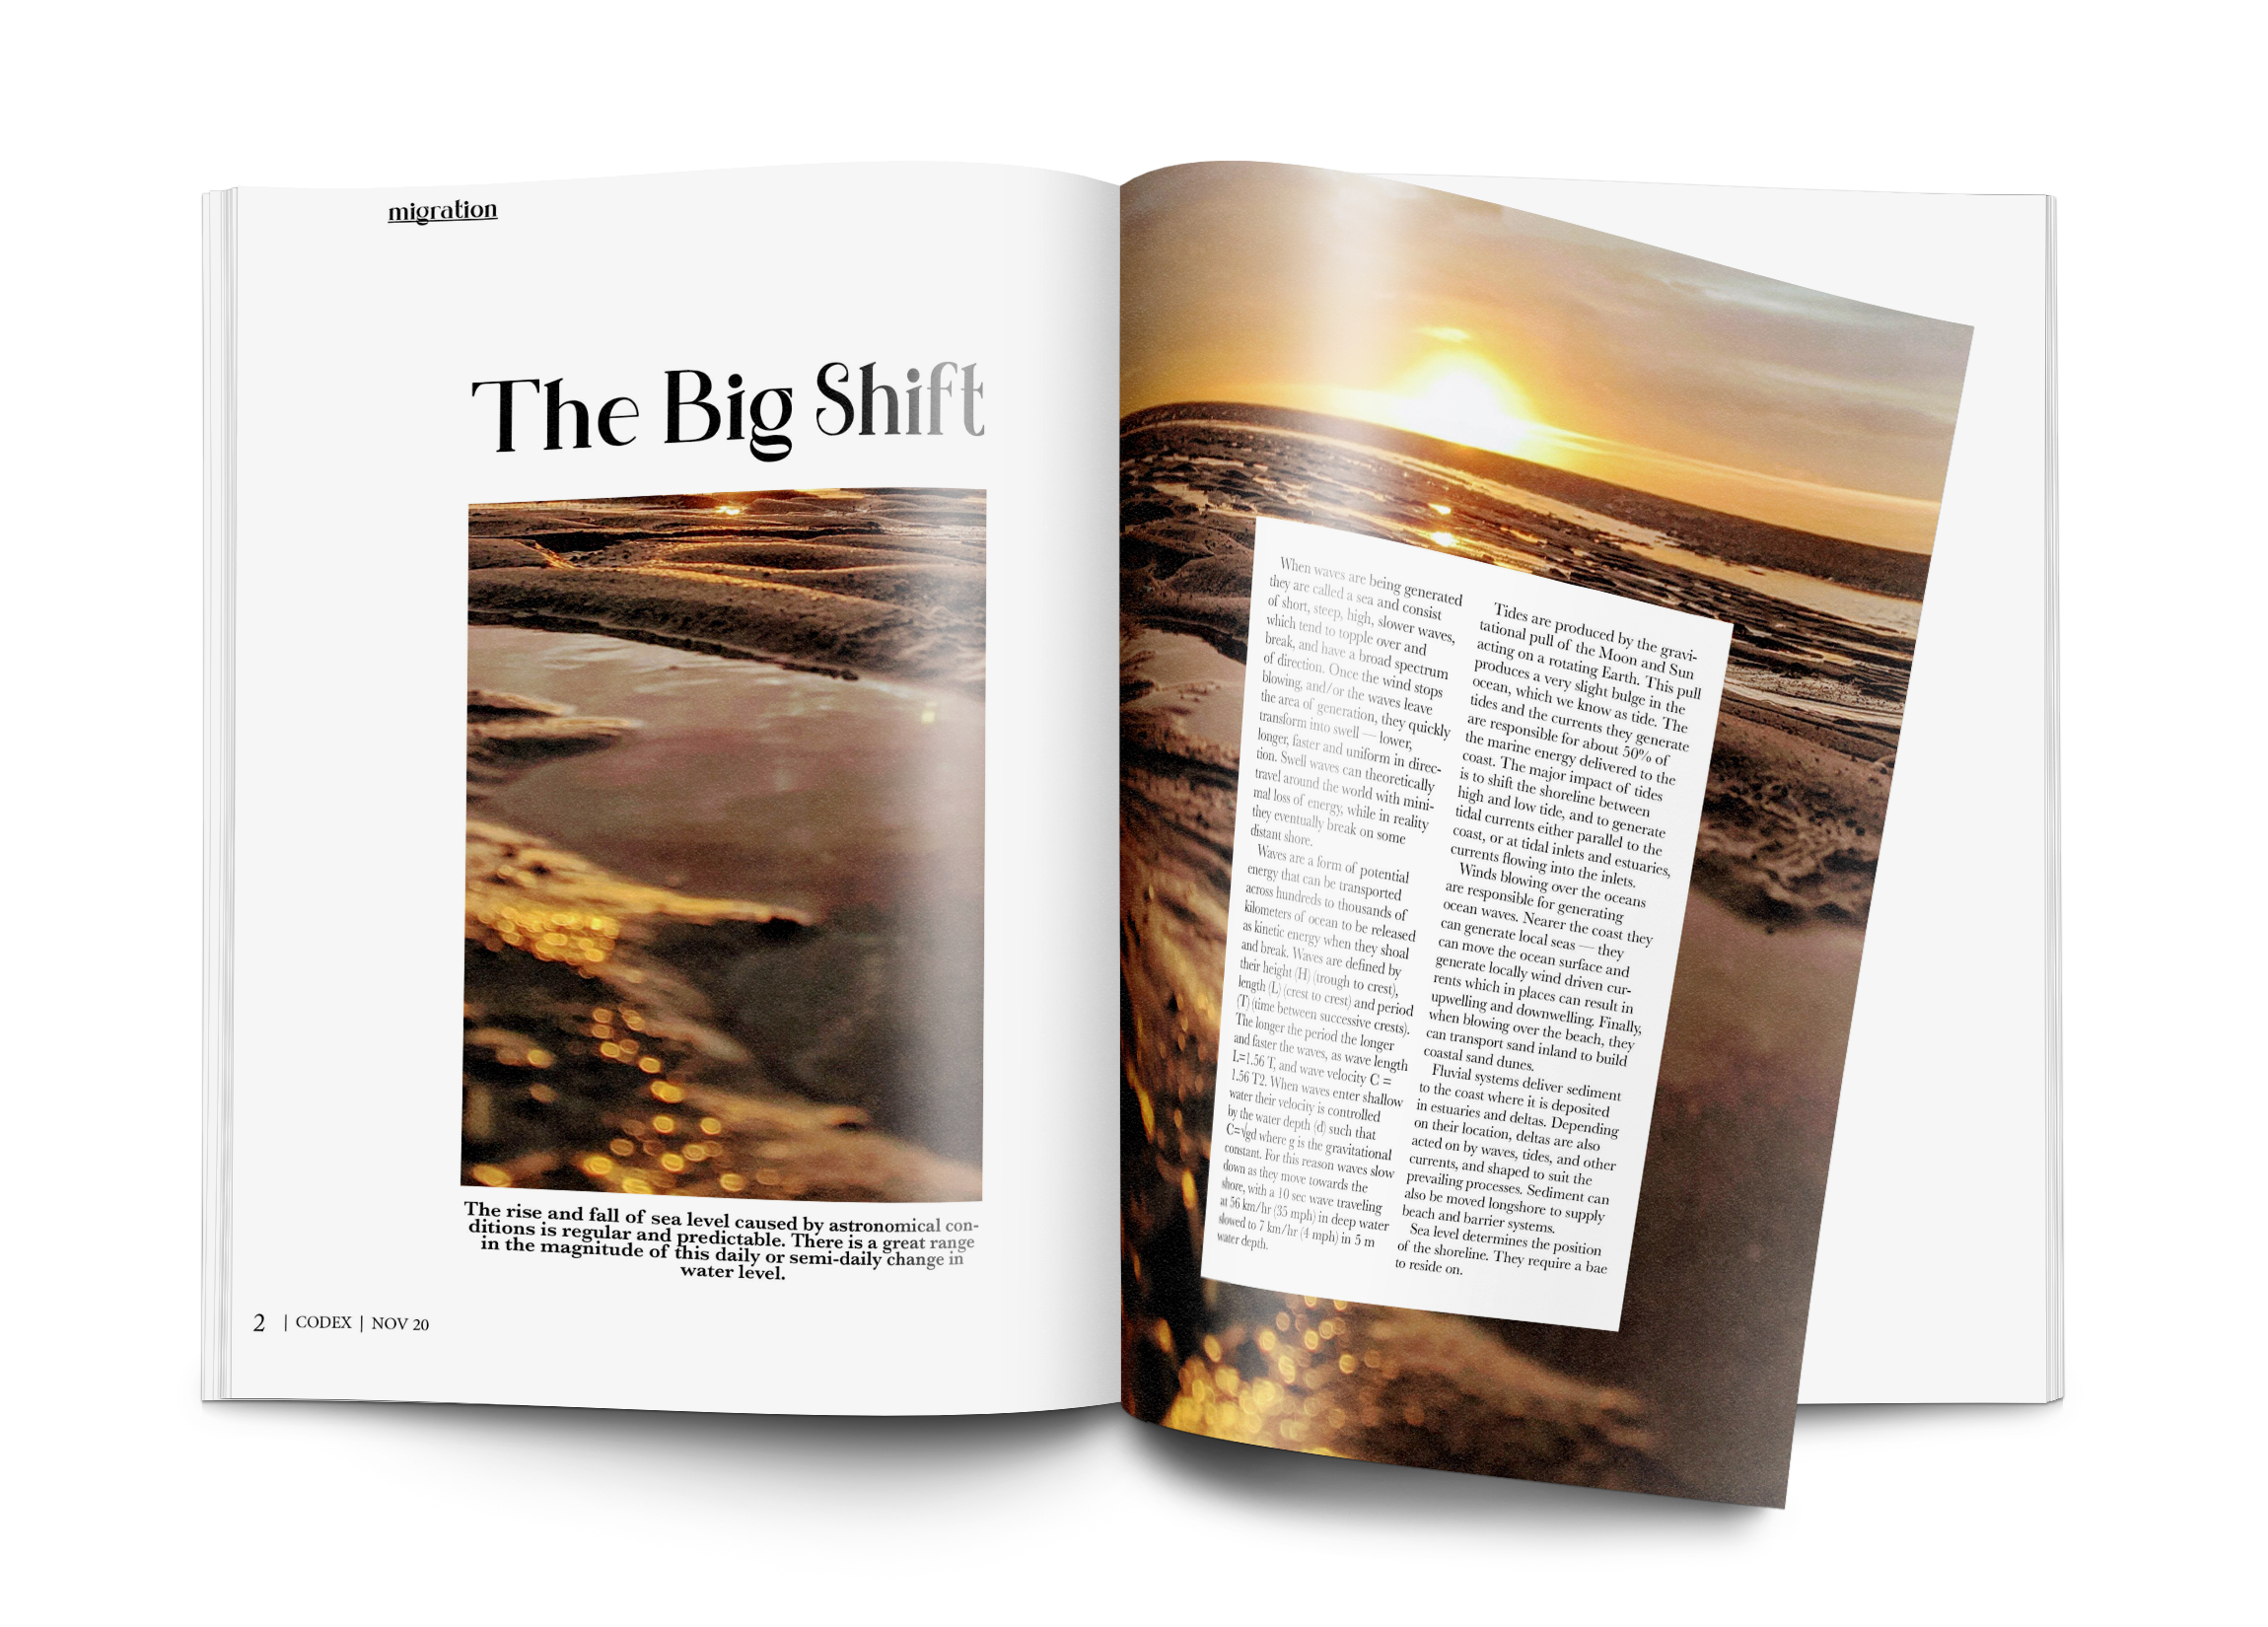 migration
The Big Shift
The rise and fall of sea level caused by astronomical con-
ditions is regular and predictable. There is a great range
in the magnitude of this daily or semi-daily change in
water level.
2 | CODEX | NOV 20
When waves are being generated
they are called a sea and consist
of short, steep, high, slower waves,
which tend to topple over and
break, and have a broad spectrum
of direction. Once the wind stops
blowing, and/or the waves leave
the area of generation, they quickly
transform into swell — lower,
longer, faster and uniform in direc-
tion. Swell waves can theoretically
travel around the world with mini-
mal loss of energy, while in reality
they eventually break on some
distant shore.
Waves are a form of potential
energy that can be transported
across hundreds to thousands of
kilometers of ocean to be released
as kinetic energy when they shoal
and break. Waves are defined by
their height (H) (trough to crest),
length (L) (crest to crest) and period
(T) (time between successive crests).
The longer the period the longer
and faster the waves, as wave length
L=1.56 T, and wave velocity C =
1.56 T2. When waves enter shallow
water their velocity is controlled
by the water depth (d) such that
C=√gd where g is the gravitational
constant. For this reason waves slow
down as they move towards the
shore, with a 10 sec wave traveling
at 56 km/hr (35 mph) in deep water
slowed to 7 km/hr (4 mph) in 5 m
water depth.
Tides are produced by the gravi-
tational pull of the Moon and Sun
acting on a rotating Earth. This pull
produces a very slight bulge in the
ocean, which we know as tide. The
tides and the currents they generate
are responsible for about 50% of
the marine energy delivered to the
coast. The major impact of tides
is to shift the shoreline between
high and low tide, and to generate
tidal currents either parallel to the
coast, or at tidal inlets and estuaries,
currents flowing into the inlets.
Winds blowing over the oceans
are responsible for generating
ocean waves. Nearer the coast they
can generate local seas — they
can move the ocean surface and
generate locally wind driven cur-
rents which in places can result in
upwelling and downwelling. Finally,
when blowing over the beach, they
can transport sand inland to build
coastal sand dunes.
Fluvial systems deliver sediment
to the coast where it is deposited
in estuaries and deltas. Depending
on their location, deltas are also
acted on by waves, tides, and other
currents, and shaped to suit the
prevailing processes. Sediment can
also be moved longshore to supply
beach and barrier systems.
Sea level determines the position
of the shoreline. They require a bae
to reside on.